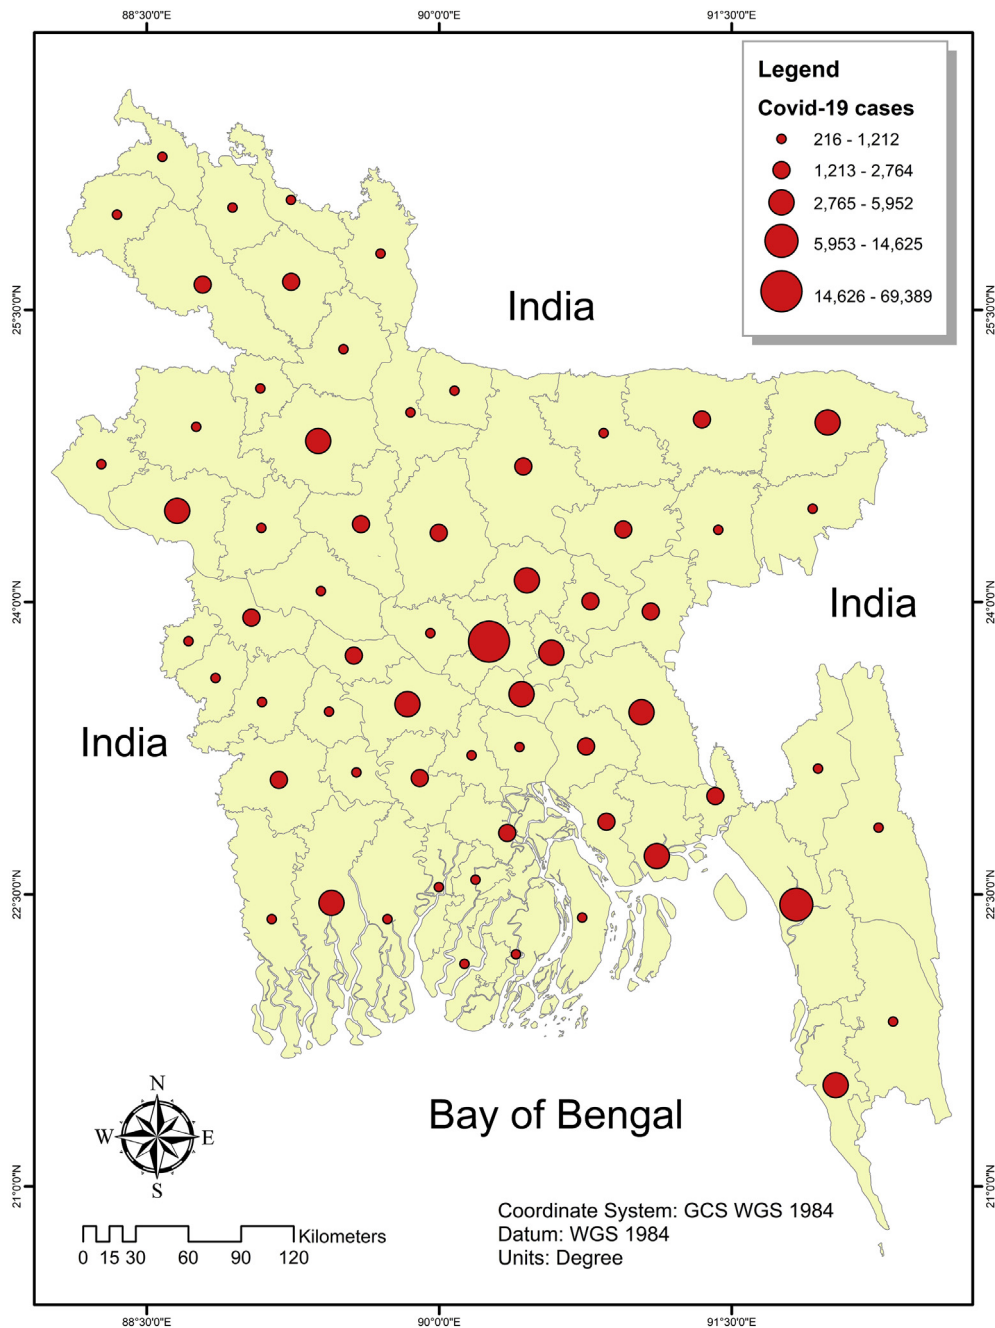 88°30'0"E 90°0'0"E 91°30'0"E
Legend
Covid-19 cases
216 - 1,212
1,213 - 2,764
2,765 - 5,952
5,953 - 14,625
14,626 - 69,389
India
25°30'0"N 25°30'0"N
India
24°0'0"N 24°0'0"N
India
22°30'0"N 22°30'0"N
Bay of Bengal
N
W E
S
21°0'0"N 21°0'0"N
Coordinate System: GCS WGS 1984
Datum: WGS 1984
Units: Degree
Kilometers
0 15 30 60 90 120
88°30'0"E 90°0'0"E 91°30'0"E